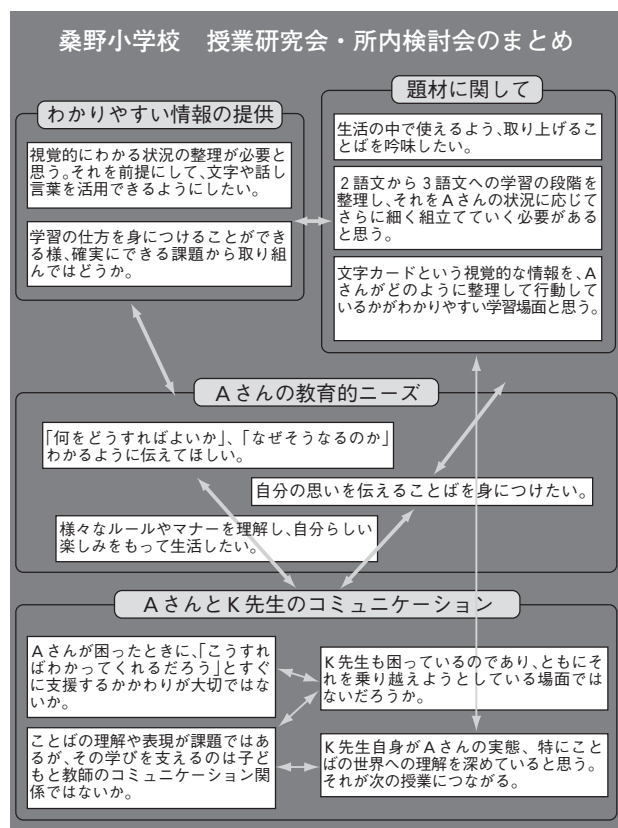 桑野小学校　授業研究会・所内検討会のまとめ
わかりやすい情報の提供
視覚的にわかる状況の整理が必要と
思う。それを前提にして、文字や話し
言葉を活用できるようにしたい。
学習の仕方を身につけることができ
る様、確実にできる課題から取り組
んではどうか。
題材に関して
生活の中で使えるよう、取り上げるこ
とばを吟味したい。
２語文から３語文への学習の段階を
整理し、それをＡさんの状況に応じて
さらに細く組立てていく必要がある
と思う。
文字カードという視覚的な情報を、Ａ
さんがどのように整理して行動して
いるかがわかりやすい学習場面と思う。
Ａさんの教育的ニーズ
「何をどうすればよいか」、「なぜそうなるのか」
わかるように伝えてほしい。
自分の思いを伝えることばを身につけたい。
様々なルールやマナーを理解し、自分らしい
楽しみをもって生活したい。
ＡさんとＫ先生のコミュニケーション
Ａさんが困ったときに、「こうすれ
ばわかってくれるだろう」とすぐ
に支援するかかわりが大切ではな
いか。
ことばの理解や表現が課題ではあ
るが、その学びを支えるのは子ど
もと教師のコミュニケーション関
係ではないか。
Ｋ先生も困っているのであり、ともにそ
れを乗り越えようとしている場面では
ないだろうか。
Ｋ先生自身がＡさんの実態、特にこと
ばの世界への理解を深めていると思う。
それが次の授業につながる。